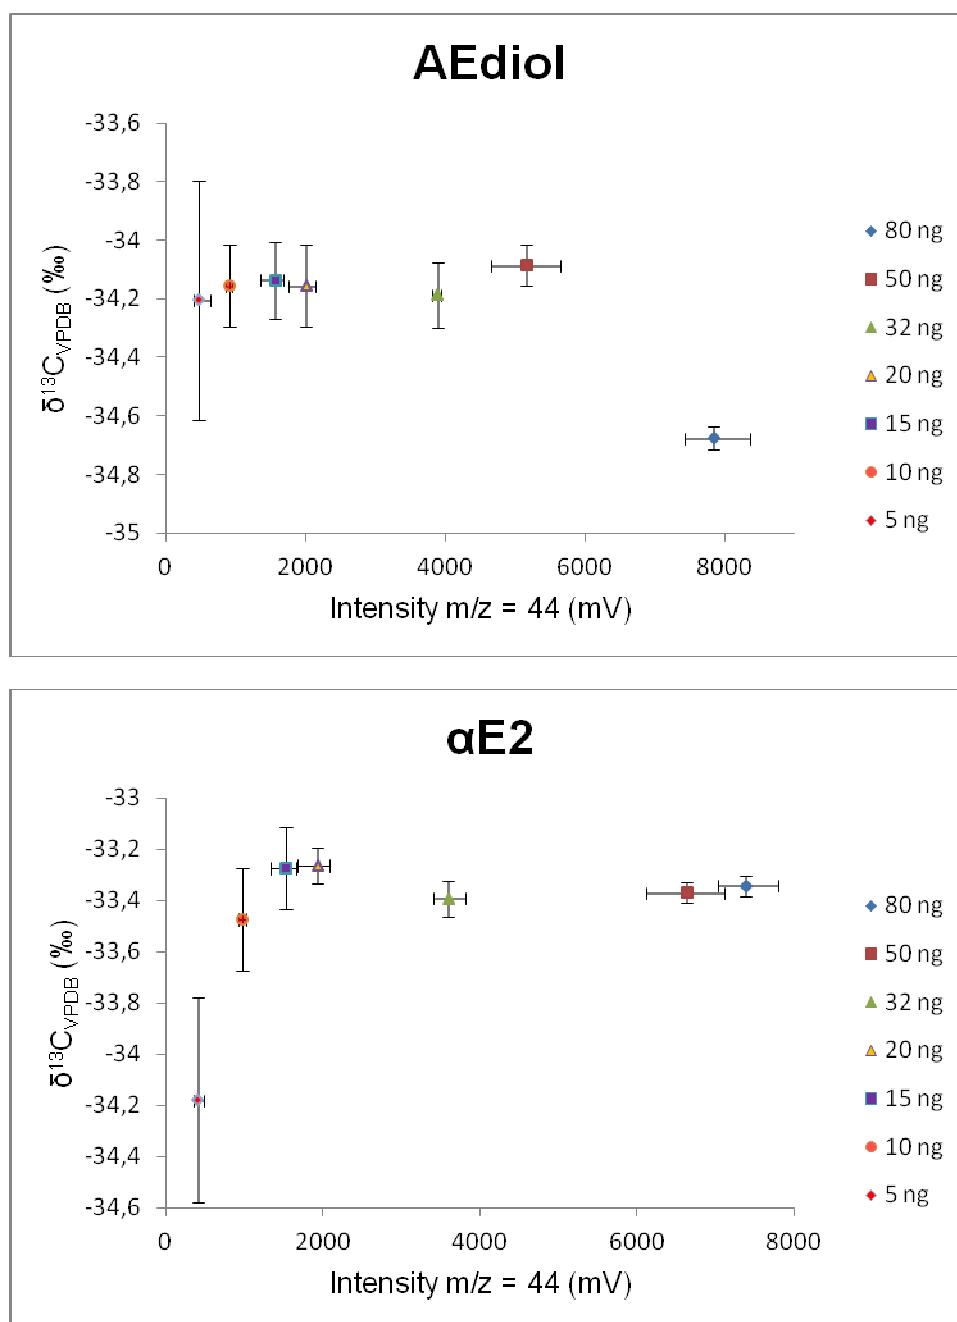 AEdiol
-33,6
-33,8
-34
-34,2
-34,4
-34,6
-34,8
-35
δ¹³C_VPDB (‰)
0 2000 4000 6000 8000
Intensity m/z = 44 (mV)
80 ng
50 ng
32 ng
20 ng
15 ng
10 ng
5 ng
αE2
-33
-33,2
-33,4
-33,6
-33,8
-34
-34,2
-34,4
-34,6
δ¹³C_VPDB (‰)
0 2000 4000 6000 8000
Intensity m/z = 44 (mV)
80 ng
50 ng
32 ng
20 ng
15 ng
10 ng
5 ng